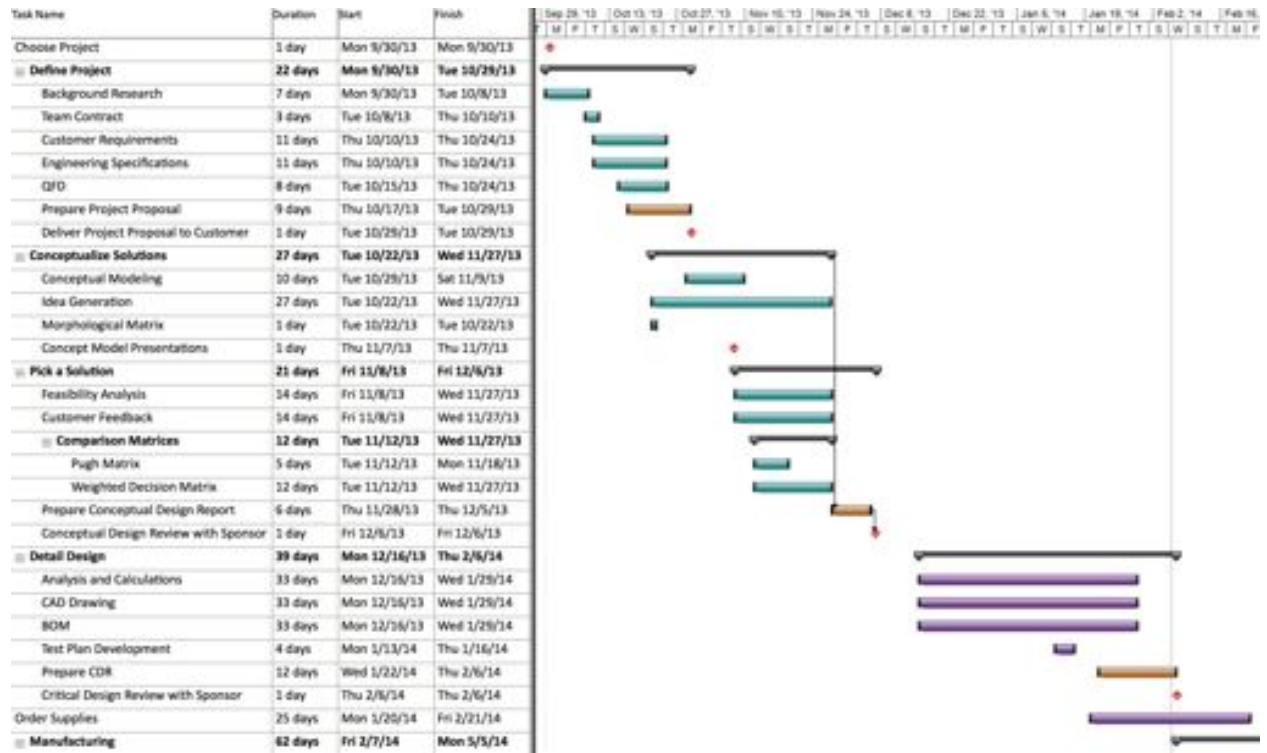 Task Name Duration Start Finish Sep 29, '13 Oct 13, '13 Oct 27, '13 Nov 10, '13 Nov 24, '13 Dec 8, '13 Dec 22, '13 Jan 5, '14 Jan 19, '14 Feb 2, '14 Feb 16,
T M F T S W S T M F T S W S T M F T S W S T M F
Choose Project 1 day Mon 9/30/13 Mon 9/30/13
Define Project 22 days Mon 9/30/13 Tue 10/29/13
Background Research 7 days Mon 9/30/13 Tue 10/8/13
Team Contract 3 days Tue 10/8/13 Thu 10/10/13
Customer Requirements 11 days Thu 10/10/13 Thu 10/24/13
Engineering Specifications 11 days Thu 10/10/13 Thu 10/24/13
QFD 8 days Tue 10/15/13 Thu 10/24/13
Prepare Project Proposal 9 days Thu 10/17/13 Tue 10/29/13
Deliver Project Proposal to Customer 1 day Tue 10/29/13 Tue 10/29/13
Conceptualize Solutions 27 days Tue 10/22/13 Wed 11/27/13
Conceptual Modeling 10 days Tue 10/29/13 Sat 11/9/13
Idea Generation 27 days Tue 10/22/13 Wed 11/27/13
Morphological Matrix 1 day Tue 10/22/13 Tue 10/22/13
Concept Model Presentations 1 day Thu 11/7/13 Thu 11/7/13
Pick a Solution 21 days Fri 11/8/13 Fri 12/6/13
Feasibility Analysis 14 days Fri 11/8/13 Wed 11/27/13
Customer Feedback 14 days Fri 11/8/13 Wed 11/27/13
Comparison Matrices 12 days Tue 11/12/13 Wed 11/27/13
Pugh Matrix 5 days Tue 11/12/13 Mon 11/18/13
Weighted Decision Matrix 12 days Tue 11/12/13 Wed 11/27/13
Prepare Conceptual Design Report 6 days Thu 11/28/13 Thu 12/5/13
Conceptual Design Review with Sponsor 1 day Fri 12/6/13 Fri 12/6/13
Detail Design 39 days Mon 12/16/13 Thu 2/6/14
Analysis and Calculations 33 days Mon 12/16/13 Wed 1/29/14
CAD Drawing 33 days Mon 12/16/13 Wed 1/29/14
BOM 33 days Mon 12/16/13 Wed 1/29/14
Test Plan Development 4 days Mon 1/13/14 Thu 1/16/14
Prepare CDR 12 days Wed 1/22/14 Thu 2/6/14
Critical Design Review with Sponsor 1 day Thu 2/6/14 Thu 2/6/14
Order Supplies 25 days Mon 1/20/14 Fri 2/21/14
Manufacturing 62 days Fri 2/7/14 Mon 5/5/14